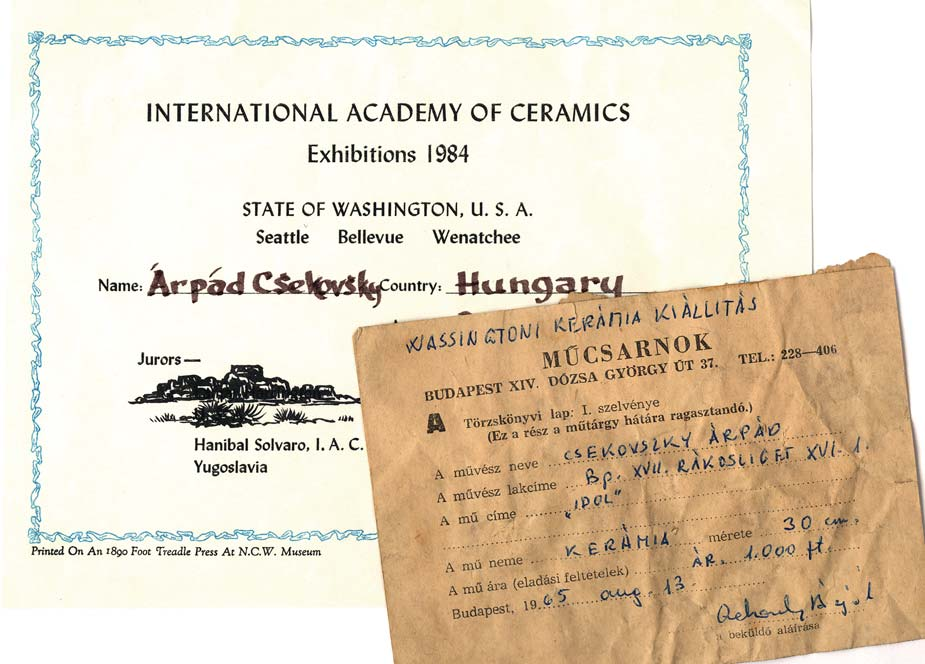 INTERNATIONAL ACADEMY OF CERAMICS
Exhibitions 1984
STATE OF WASHINGTON, U. S. A.
Seattle Bellevue Wenatchee
Name: Árpád Csekovsky Country: Hungary
Jurors—
Hanibal Solvaro, I. A. C.
Yugoslavia
Printed On An 1890 Foot Treadle Press At N.C.W. Museum
WASSINGTONI KERÁMIA KIÁLLITÁS
MŰCSARNOK
BUDAPEST XIV. DÓZSA GYÖRGY ÚT 37. TEL.: 228—406
A Törzskönyvi lap: I. szelvénye
(Ez a rész a műtárgy hátára ragasztandó.)
A művész neve CSEKOVSZKY ÁRPÁD
A művész lakcíme Bp. XVII. RÁKOSLIGET XVI. 1.
A mű címe „IDOL"
A mű neme KERÁMIA mérete 30 cm.
A mű ára (eladási feltételek) ÁR. 1.000 ft
Budapest, 1965 aug. 13
a beküldő aláírása